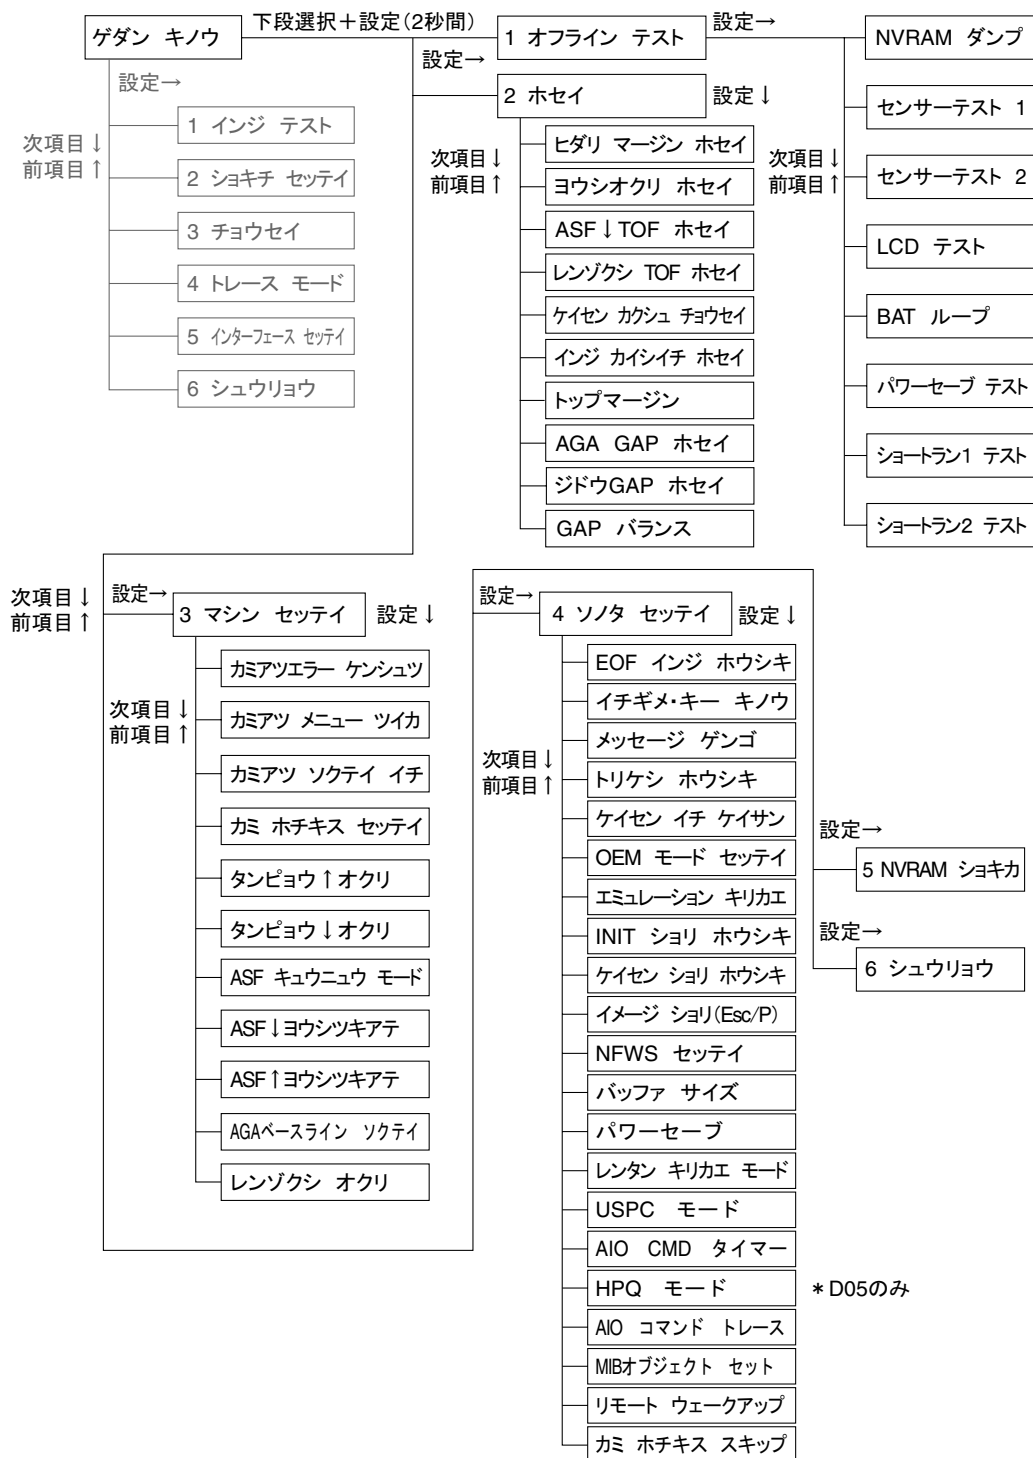 ゲダン キノウ
下段選択＋設定（2秒間）
設定→
1 インジ テスト
2 ショキチ セッテイ
3 チョウセイ
4 トレース モード
5 インターフェース セッテイ
6 シュウリョウ
次項目↓
前項目↑
設定→
1 オフライン テスト
設定→
2 ホセイ
設定↓
次項目↓
前項目↑
ヒダリ マージン ホセイ
ヨウシオクリ ホセイ
ASF↓TOF ホセイ
レンゾクシ TOF ホセイ
ケイセン カクシュ チョウセイ
インジ カイシイチ ホセイ
トップマージン
AGA GAP ホセイ
ジドウGAP ホセイ
GAP バランス
次項目↓
前項目↑
NVRAM ダンプ
センサーテスト 1
センサーテスト 2
LCD テスト
BAT ループ
パワーセーブ テスト
ショートラン1 テスト
ショートラン2 テスト
次項目↓
前項目↑
設定→
3 マシン セッテイ
設定↓
次項目↓
前項目↑
カミアツエラー ケンシュツ
カミアツ メニュー ツイカ
カミアツ ソクテイ イチ
カミ ホチキス セッテイ
タンピョウ↑オクリ
タンピョウ↓オクリ
ASF キュウニュウ モード
ASF↓ヨウシツキアテ
ASF↑ヨウシツキアテ
AGAベースライン ソクテイ
レンゾクシ オクリ
設定→
4 ソノタ セッテイ
設定↓
次項目↓
前項目↑
EOF インジ ホウシキ
イチギメ・キー キノウ
メッセージ ゲンゴ
トリケシ ホウシキ
ケイセン イチ ケイサン
OEM モード セッテイ
エミュレーション キリカエ
INIT ショリ ホウシキ
ケイセン ショリ ホウシキ
イメージ ショリ(Esc/P)
NFWS セッテイ
バッファ サイズ
パワーセーブ
レンタン キリカエ モード
USPC モード
AIO CMD タイマー
HPQ モード
＊D05のみ
AIO コマンド トレース
MIBオブジェクト セット
リモート ウェークアップ
カミ ホチキス スキップ
設定→
5 NVRAM ショキカ
設定→
6 シュウリョウ